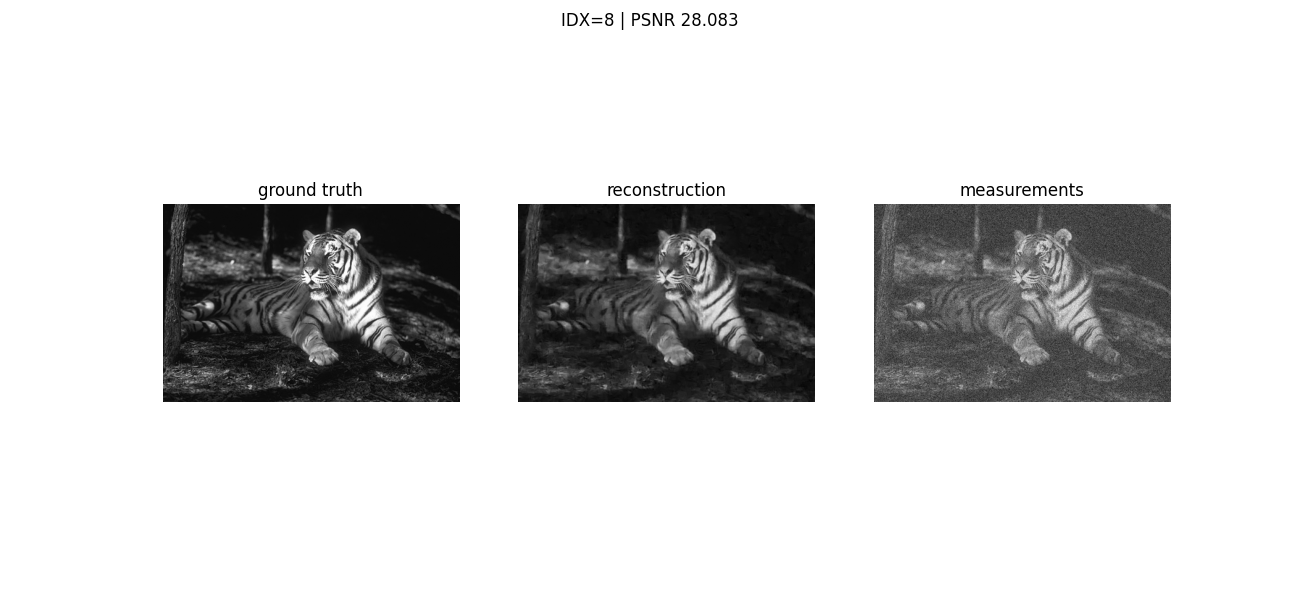 IDX=8 | PSNR 28.083
ground truth
reconstruction
measurements